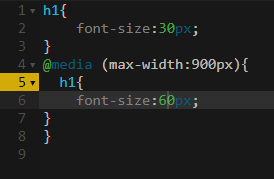 1 h1{
2     font-size:30px;
3 }
4 @media (max-width:900px){
5   h1{
6     font-size:60px;
7 }
8 }
9